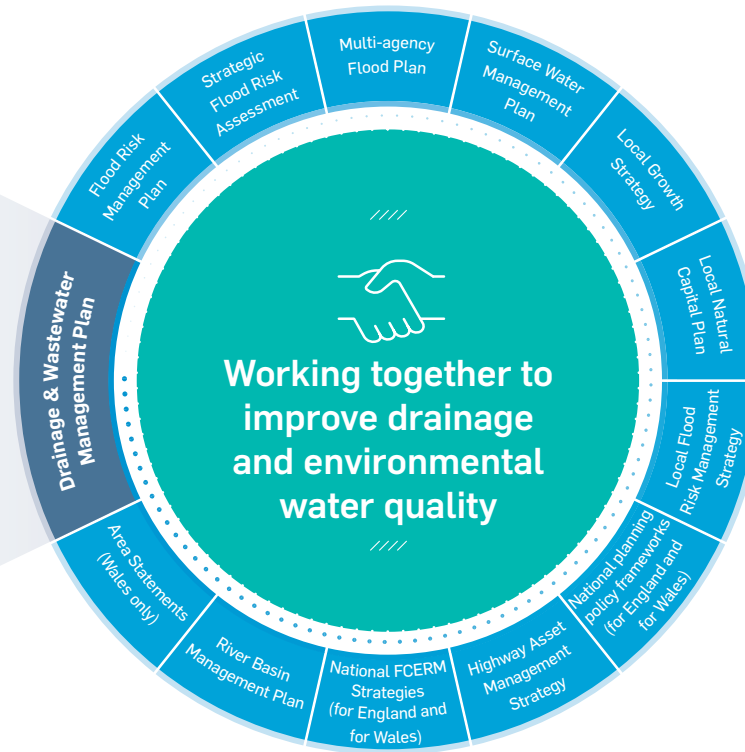 Multi-agency
Flood Plan
Surface Water
Management
Plan
Local Growth
Strategy
Local Natural
Capital Plan
Local Flood
Risk Management
Strategy
National planning
policy frameworks
(for England and
for Wales)
Highway Asset
Management
Strategy
National FCERM
Strategies
(for England and
for Wales)
River Basin
Management Plan
Area Statements
(Wales only)
Drainage & Wastewater
Management Plan
Flood Risk
Management
Plan
Strategic
Flood Risk
Assessment
Working together to
improve drainage
and environmental
water quality